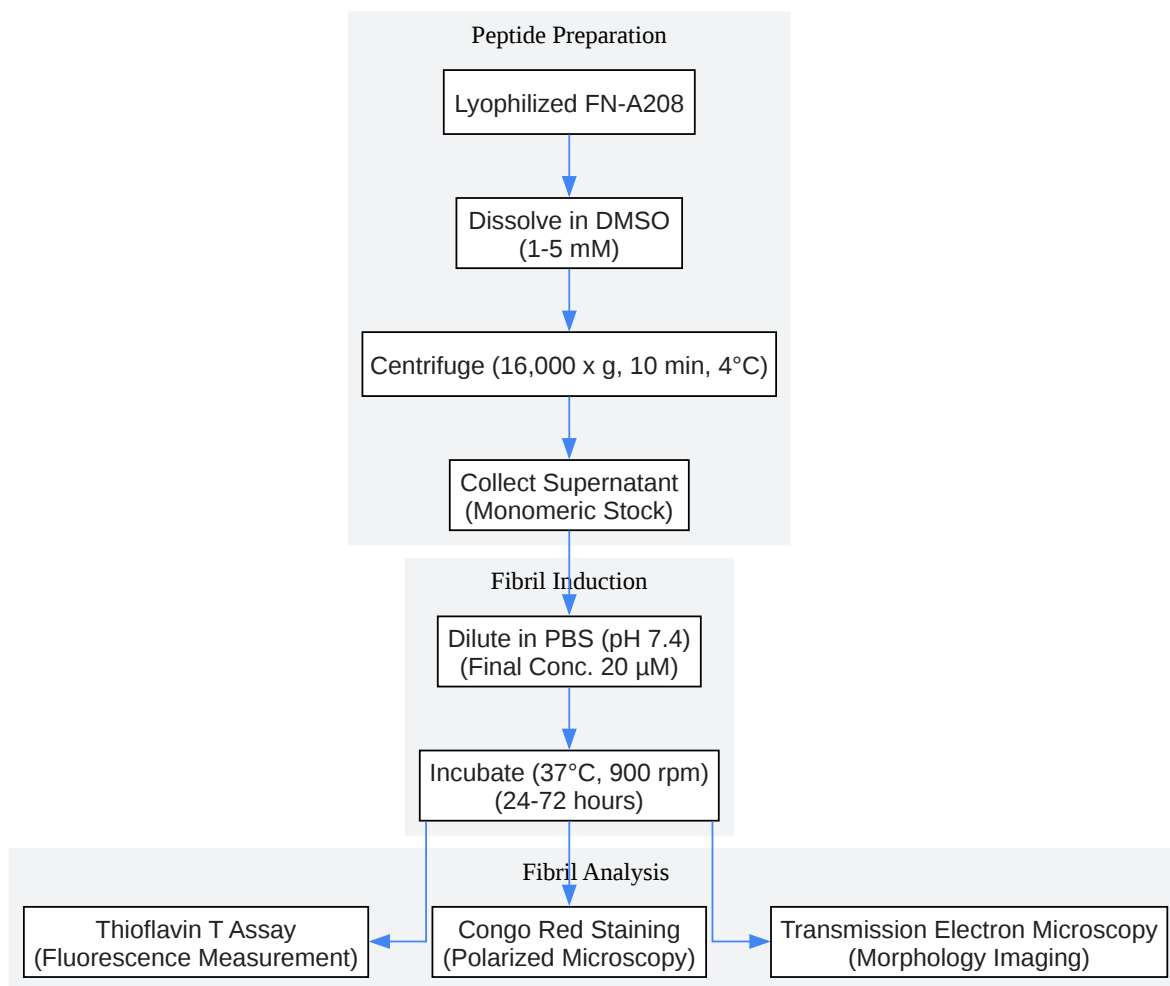 Peptide Preparation
Lyophilized FN-A208
Dissolve in DMSO
(1-5 mM)
Centrifuge (16,000 x g, 10 min, 4°C)
Collect Supernatant
(Monomeric Stock)
Fibril Induction
Dilute in PBS (pH 7.4)
(Final Conc. 20 µM)
Incubate (37°C, 900 rpm)
(24-72 hours)
Fibril Analysis
Thioflavin T Assay
(Fluorescence Measurement)
Congo Red Staining
(Polarized Microscopy)
Transmission Electron Microscopy
(Morphology Imaging)